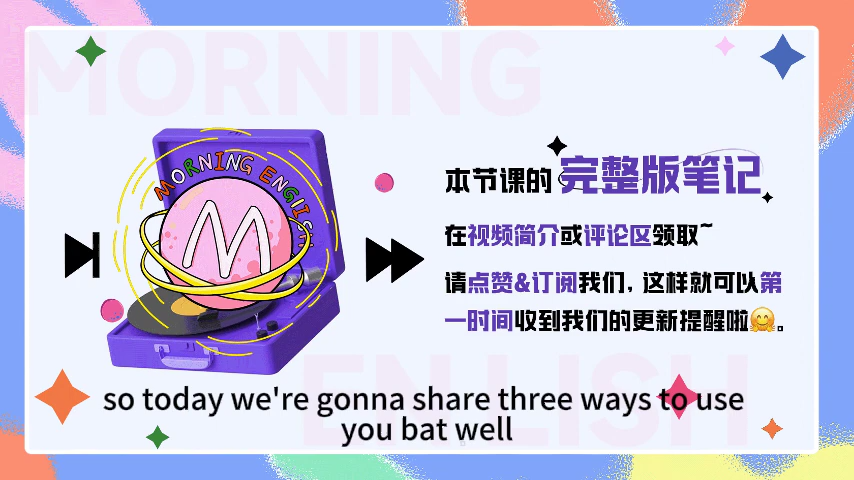 MORNING
MORNING ENGLISH
M
本节课的 完整版笔记
在视频简介或评论区领取~
请点赞&订阅我们，这样就可以第
一时间收到我们的更新提醒啦🤗。
ENGLISH
so today we're gonna share three ways to use
you bat well